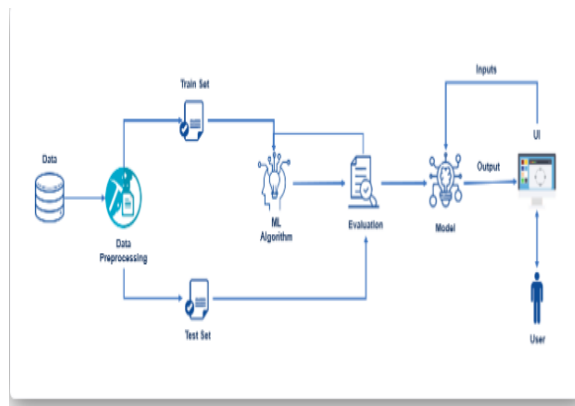 Train Set
Inputs
UI
Data
Output
ML
Algorithm
Evaluation
Model
Data
Preprocessing
Test Set
User